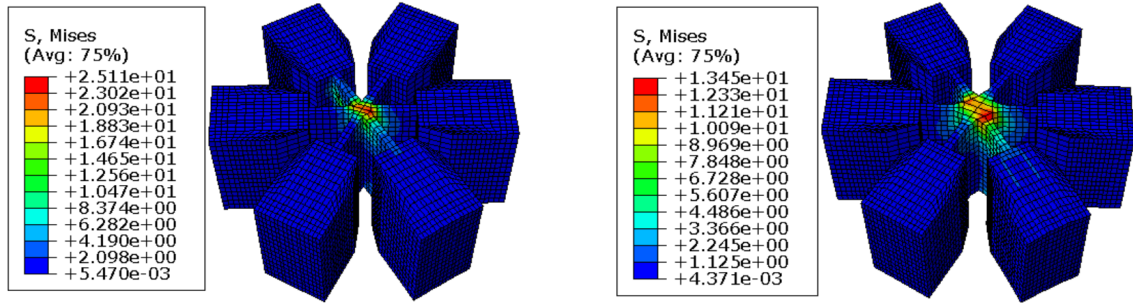 S, Mises
(Avg: 75%)
+2.511e+01
+2.302e+01
+2.093e+01
+1.883e+01
+1.674e+01
+1.465e+01
+1.256e+01
+1.047e+01
+8.374e+00
+6.282e+00
+4.190e+00
+2.098e+00
+5.470e-03
S, Mises
(Avg: 75%)
+1.345e+01
+1.233e+01
+1.121e+01
+1.009e+01
+8.969e+00
+7.848e+00
+6.728e+00
+5.607e+00
+4.486e+00
+3.366e+00
+2.245e+00
+1.125e+00
+4.371e-03